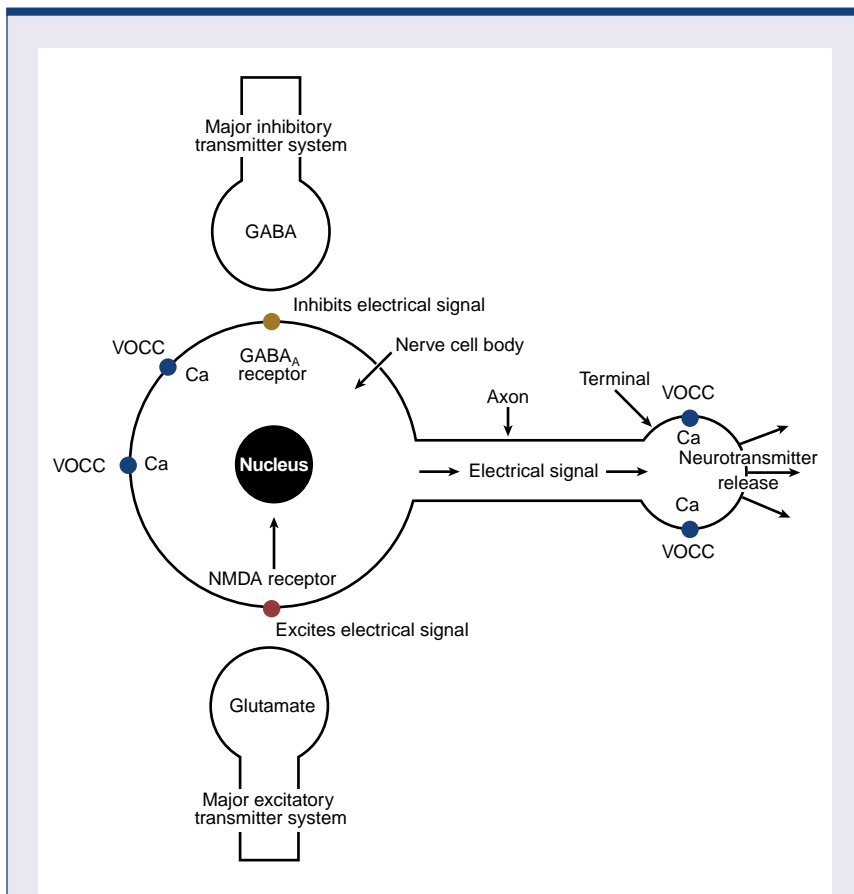 Major inhibitory
transmitter system
GABA
Inhibits electrical signal
VOCC
Ca
GABAA
receptor
Nerve cell body
Axon
Terminal
VOCC
Ca
VOCC
Ca
Nucleus
Electrical signal
Neurotransmitter
release
Ca
VOCC
NMDA receptor
Excites electrical signal
Glutamate
Major excitatory
transmitter system